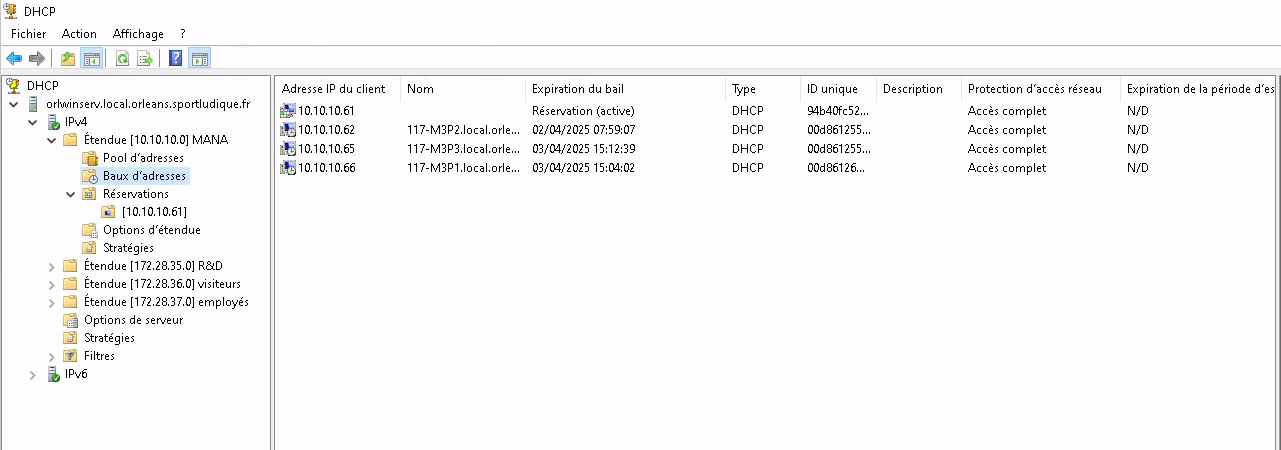 DHCP
Fichier Action Affichage ?
DHCP
orlwinserv.local.orleans.sportludique.fr
IPv4
Étendue [10.10.10.0] MANA
Pool d'adresses
Baux d'adresses
Réservations
[10.10.10.61]
Options d'étendue
Stratégies
Étendue [172.28.35.0] R&D
Étendue [172.28.36.0] visiteurs
Étendue [172.28.37.0] employés
Options de serveur
Stratégies
Filtres
IPv6
Adresse IP du client Nom Expiration du bail Type ID unique Description Protection d'accès réseau Expiration de la période d'es
10.10.10.61 Réservation (active) DHCP 94b40fc52... Accès complet N/D
10.10.10.62 117-M3P2.local.orle... 02/04/2025 07:59:07 DHCP 00d861255... Accès complet N/D
10.10.10.65 117-M3P3.local.orle... 03/04/2025 15:12:39 DHCP 00d861255... Accès complet N/D
10.10.10.66 117-M3P1.local.orle... 03/04/2025 15:04:02 DHCP 00d86126... Accès complet N/D